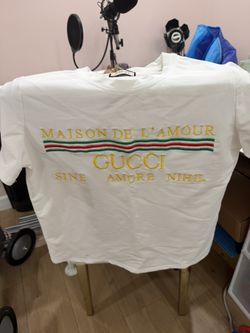 MAISON DE L'AMOUR
GUCCI
SINE AMORE NIHIL